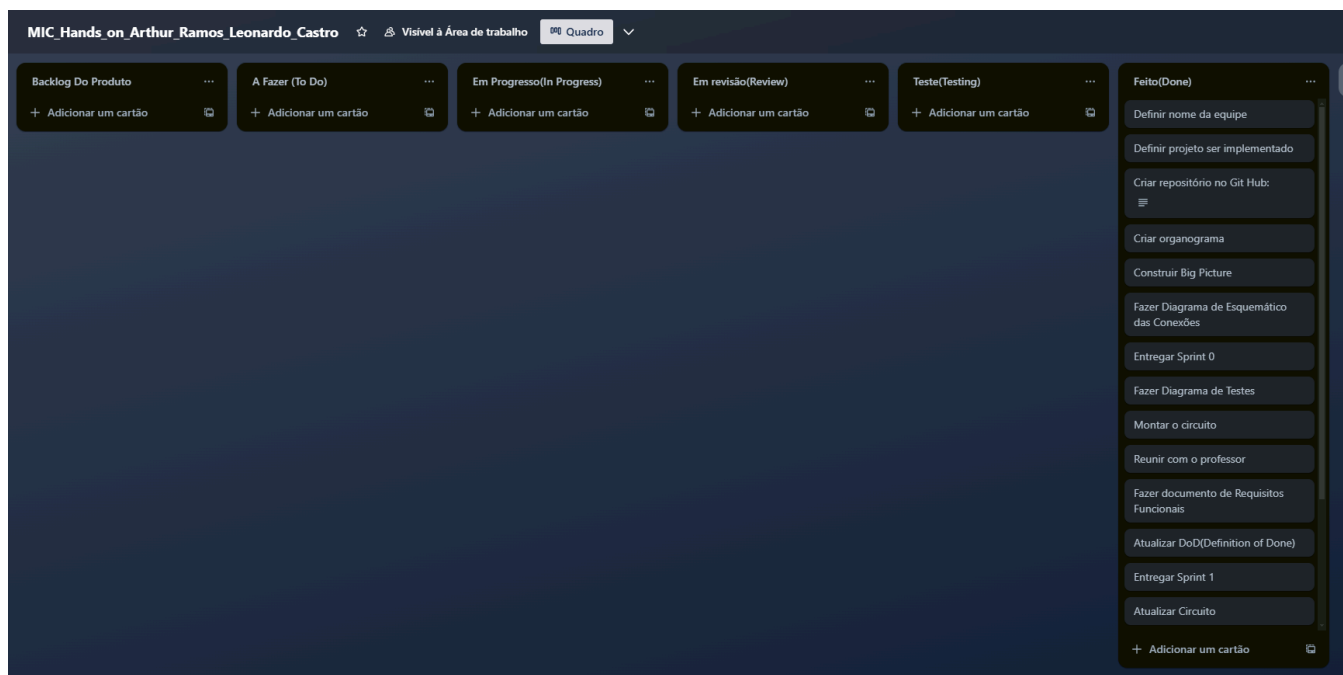 MIC_Hands_on_Arthur_Ramos_Leonardo_Castro
Visível à Área de trabalho
Quadro
Backlog Do Produto
Adicionar um cartão
A Fazer (To Do)
Adicionar um cartão
Em Progresso(In Progress)
Adicionar um cartão
Em revisão(Review)
Adicionar um cartão
Teste(Testing)
Adicionar um cartão
Feito(Done)
Definir nome da equipe
Definir projeto ser implementado
Criar repositório no Git Hub:
Criar organograma
Construir Big Picture
Fazer Diagrama de Esquemático
das Conexões
Entregar Sprint 0
Fazer Diagrama de Testes
Montar o circuito
Reunir com o professor
Fazer documento de Requisitos
Funcionais
Atualizar DoD(Definition of Done)
Entregar Sprint 1
Atualizar Circuito
Adicionar um cartão